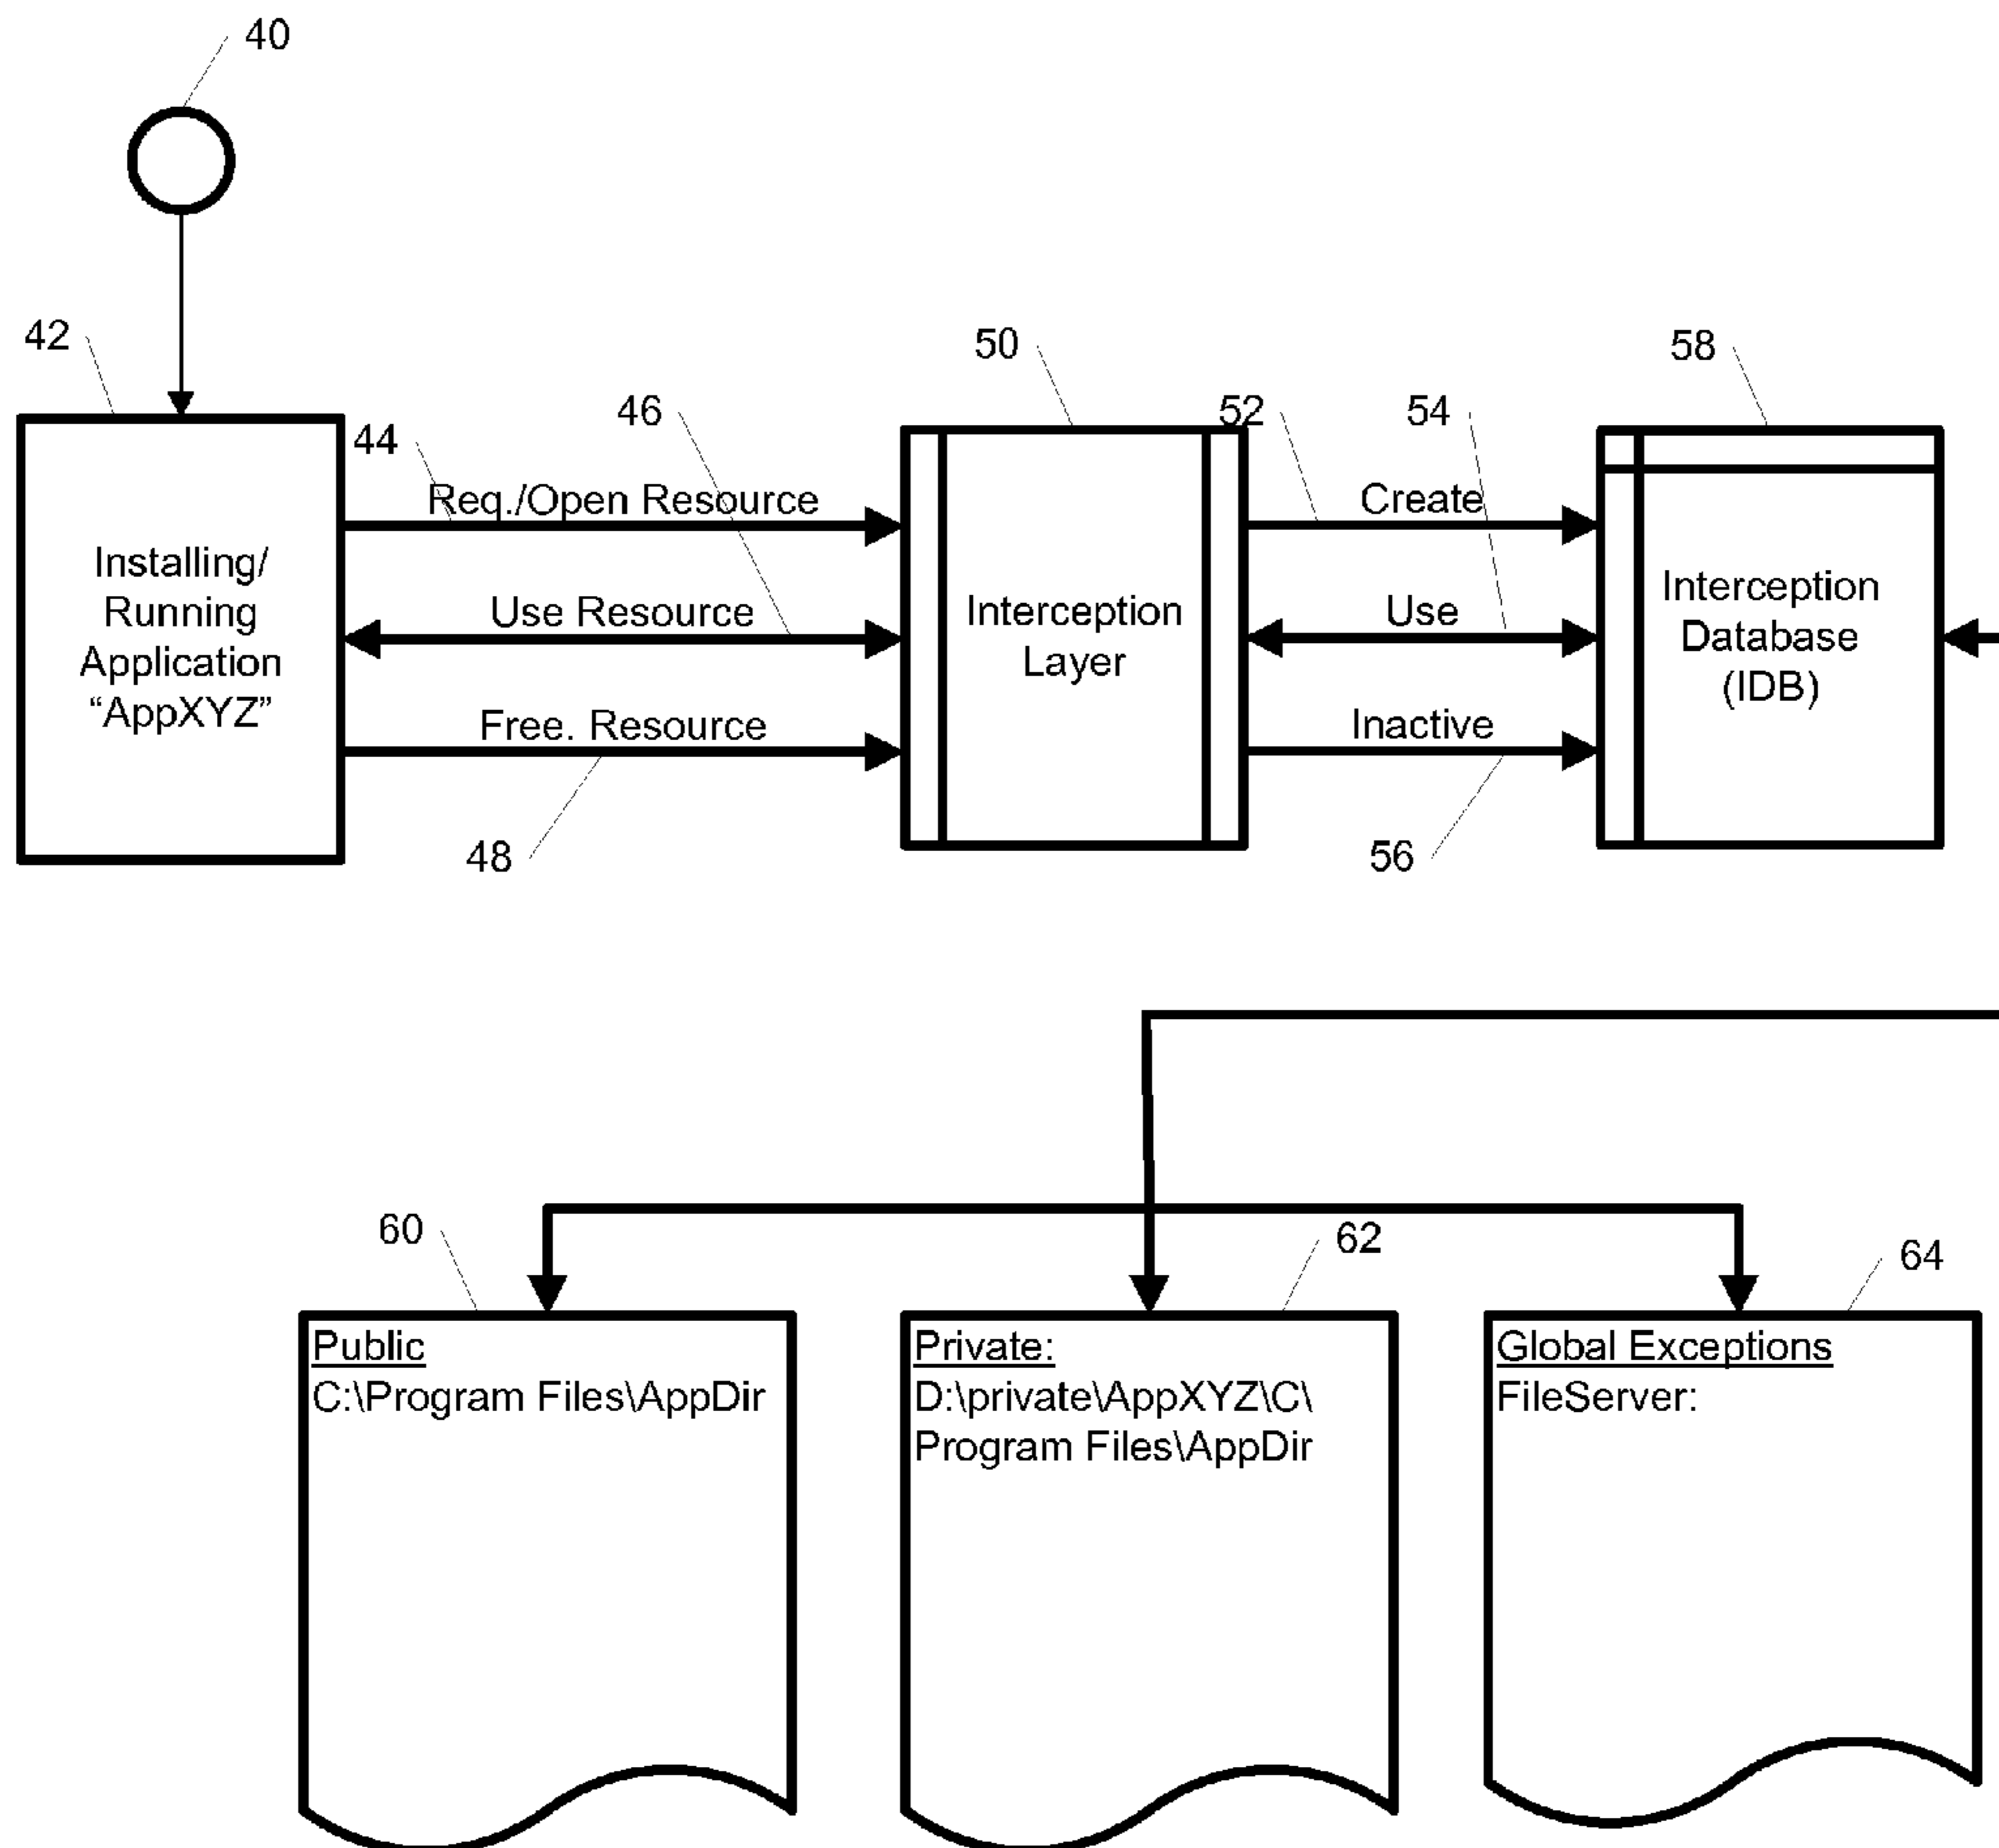 40
42
50
58
46
52
54
44
Req./Open Resource
Create
Installing/
Running
Application
“AppXYZ”
Use Resource
Interception
Layer
Use
Interception
Database
(IDB)
Free. Resource
Inactive
48
56
60
62
64
Public
C:\Program Files\AppDir
Private:
D:\private\AppXYZ\C\
Program Files\AppDir
Global Exceptions
FileServer: